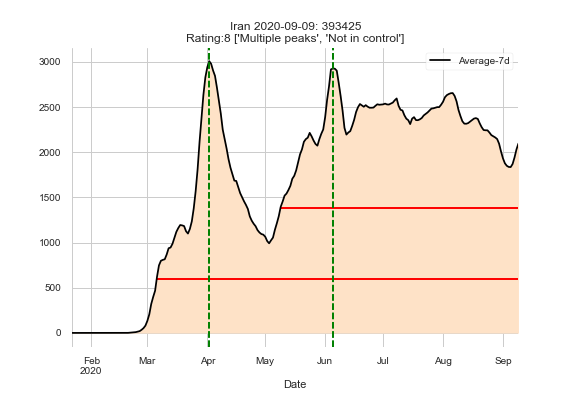 Iran 2020-09-09: 393425
Rating:8 ['Multiple peaks', 'Not in control']
Average-7d
3000
2500
2000
1500
1000
500
0
Feb
2020
Mar
Apr
May
Jun
Jul
Aug
Sep
Date